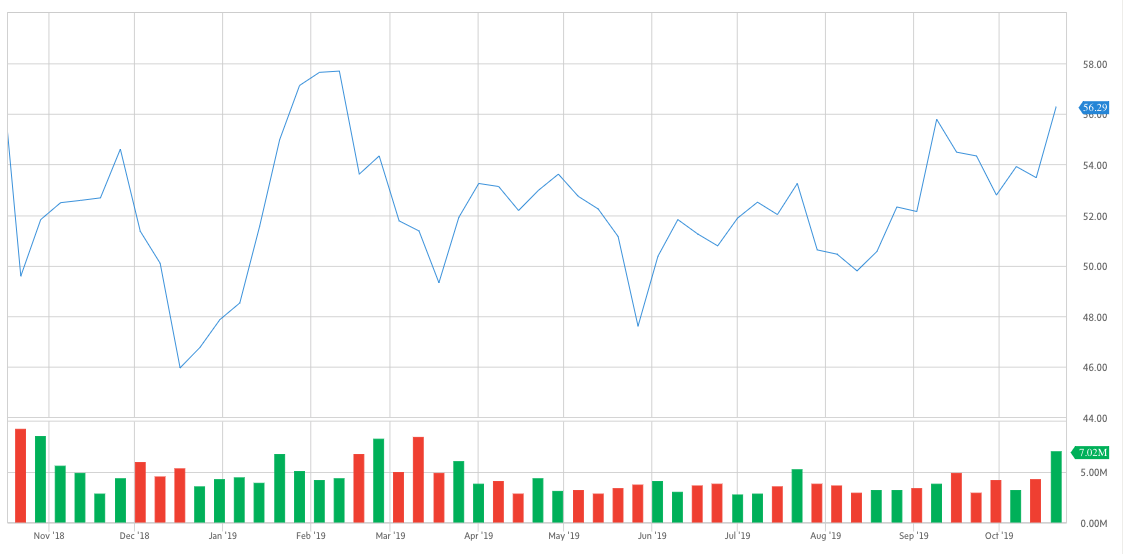 58.00
56.29
56.00
54.00
52.00
50.00
48.00
46.00
44.00
7.02M
5.00M
0.00M
Nov '18 Dec '18 Jan '19 Feb '19 Mar '19 Apr '19 May '19 Jun '19 Jul '19 Aug '19 Sep '19 Oct '19